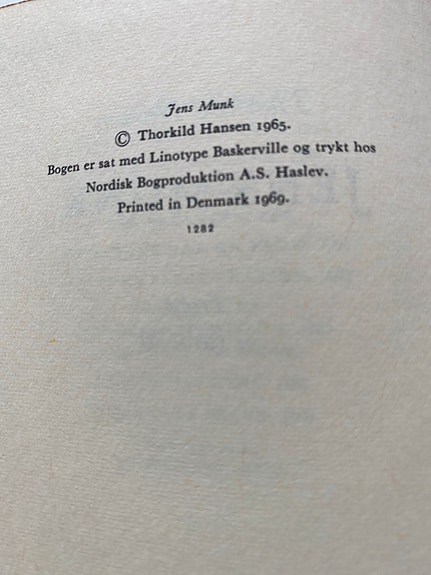 Jens Munk
© Thorkild Hansen 1965.
Bogen er sat med Linotype Baskerville og trykt hos
Nordisk Bogproduktion A.S. Haslev.
Printed in Denmark 1969.
1282